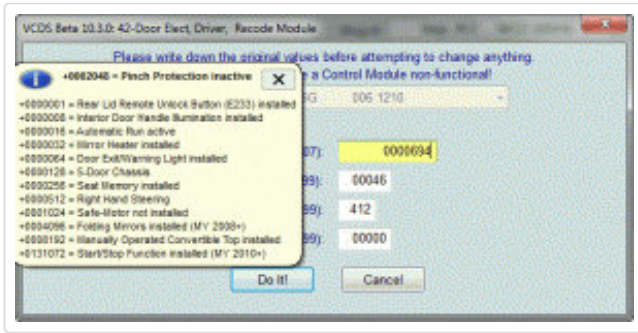 VCDS Beta 10.3.0: 42-Door Elect, Driver, Recode Module
Please write down the original values before attempting to change anything.
e a Control Module non-functional!
+0002048 = Pinch Protection inactive
X
+0000001 = Rear Lid Remote Unlock Button (E233) installed
+0000008 = Interior Door Handle Illumination installed
+0000016 = Automatic Run active
+0000032 = Mirror Heater installed
+0000064 = Door Exit/Warning Light installed
+0000128 = 5-Door Chassis
+0000256 = Seat Memory installed
+0000512 = Right Hand Steering
+0001024 = Safe-Motor not installed
+0004096 = Folding Mirrors installed (MY 2008+)
+0008192 = Manually Operated Convertible Top installed
+0131072 = Start/Stop Function installed (MY 2010+)
006 1216
07): 0000694
99): 00046
99): 412
99): 00000
Do It!
Cancel